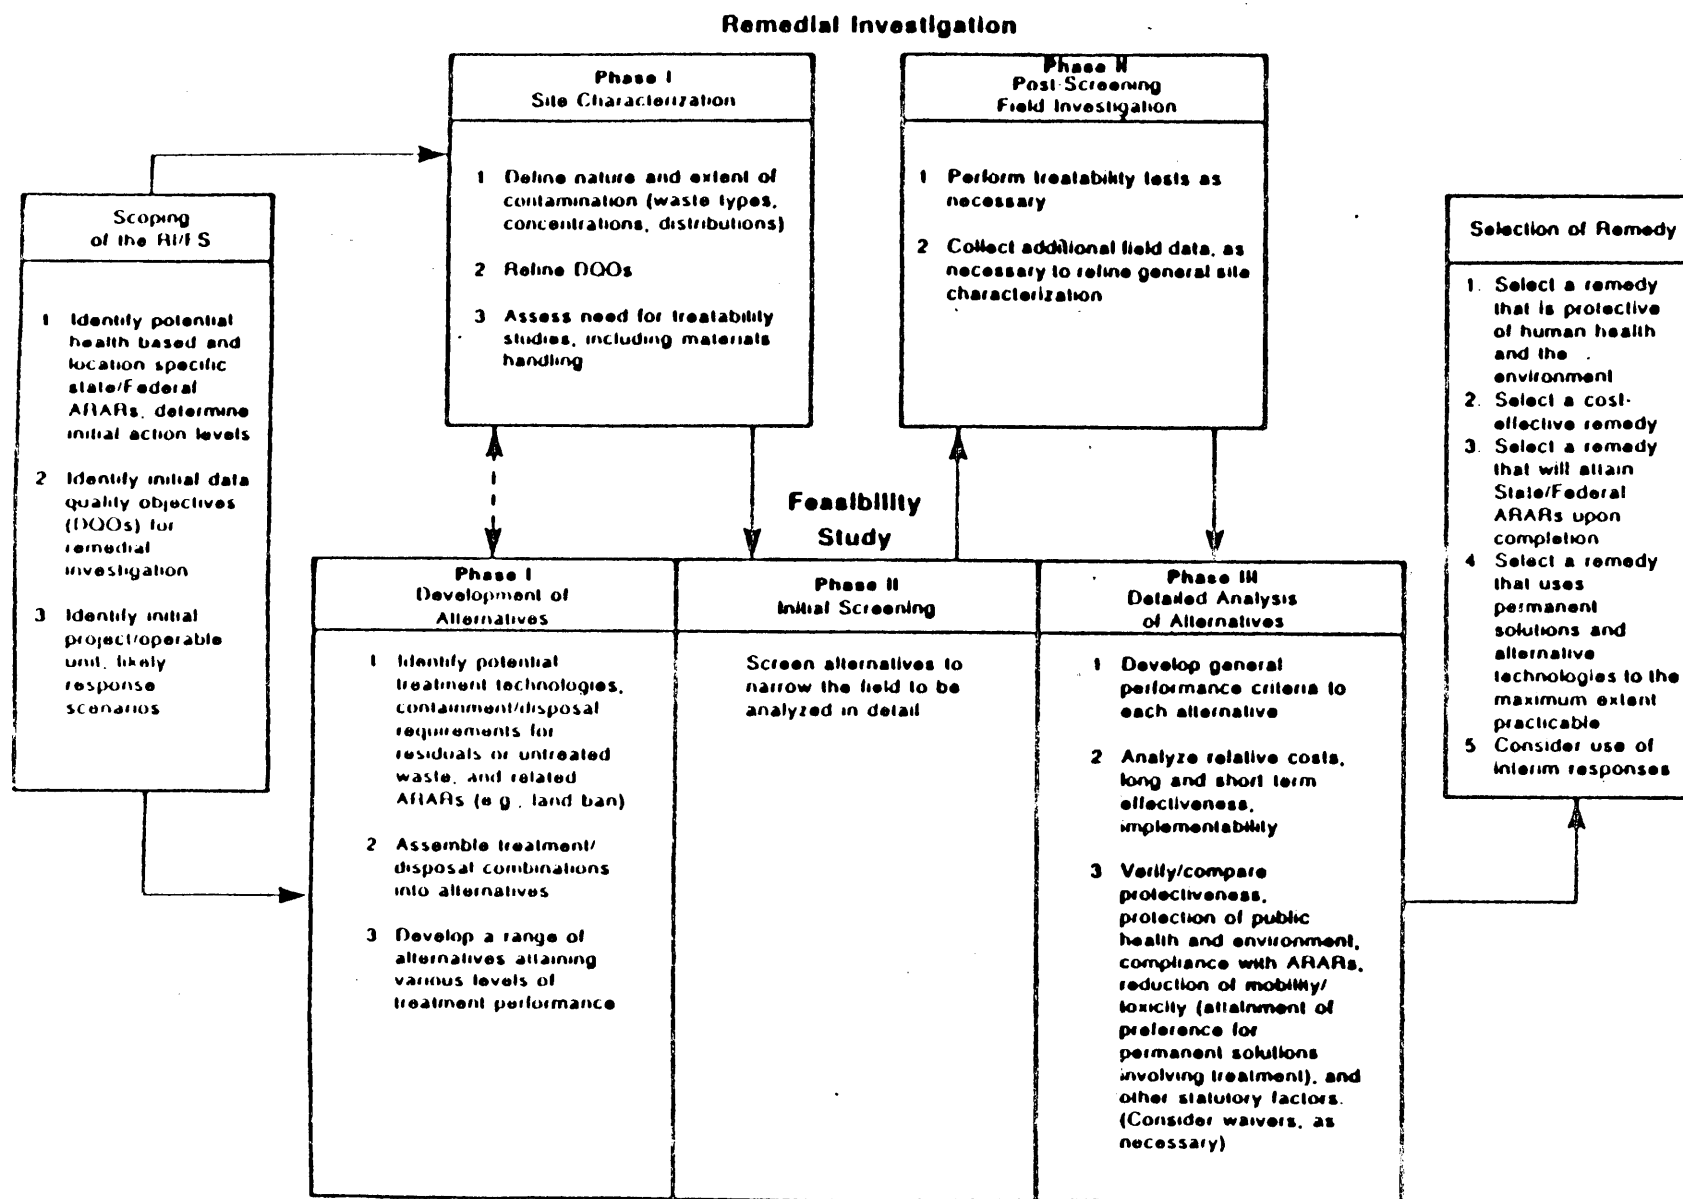 Remedial Investigation
Phase I
Site Characterization
1 Define nature and extent of
contamination (waste types,
concentrations, distributions)
2 Refine DQOs
3 Assess need for treatability
studies, including materials
handling
Phase II
Post-Screening
Field Investigation
1 Perform treatability tests as
necessary
2 Collect additional field data, as
necessary to refine general site
characterization
Scoping
of the RI/FS
1 Identify potential
health based and
location specific
state/Federal
ARARs, determine
initial action levels
2 Identify initial data
quality objectives
(DQOs) for
remedial
investigation
3 Identify initial
project/operable
unit, likely
response
scenarios
Selection of Remedy
1. Select a remedy
that is protective
of human health
and the
environment
2. Select a cost-
effective remedy
3. Select a remedy
that will attain
State/Federal
ARARs upon
completion
4 Select a remedy
that uses
permanent
solutions and
alternative
technologies to the
maximum extent
practicable
5 Consider use of
interim responses
Feasibility
Study
Phase I
Development of
Alternatives
1 Identify potential
treatment technologies,
containment/disposal
requirements for
residuals or untreated
waste, and related
ARARs (e.g., land ban)
2 Assemble treatment/
disposal combinations
into alternatives
3 Develop a range of
alternatives attaining
various levels of
treatment performance
Phase II
Initial Screening
Screen alternatives to
narrow the field to be
analyzed in detail
Phase III
Detailed Analysis
of Alternatives
1 Develop general
performance criteria to
each alternative
2 Analyze relative costs,
long and short term
effectiveness,
implementability
3 Verify/compare
protectiveness,
protection of public
health and environment,
compliance with ARARs,
reduction of mobility/
toxicity (attainment of
preference for
permanent solutions
involving treatment), and
other statutory factors.
(Consider waivers, as
necessary)